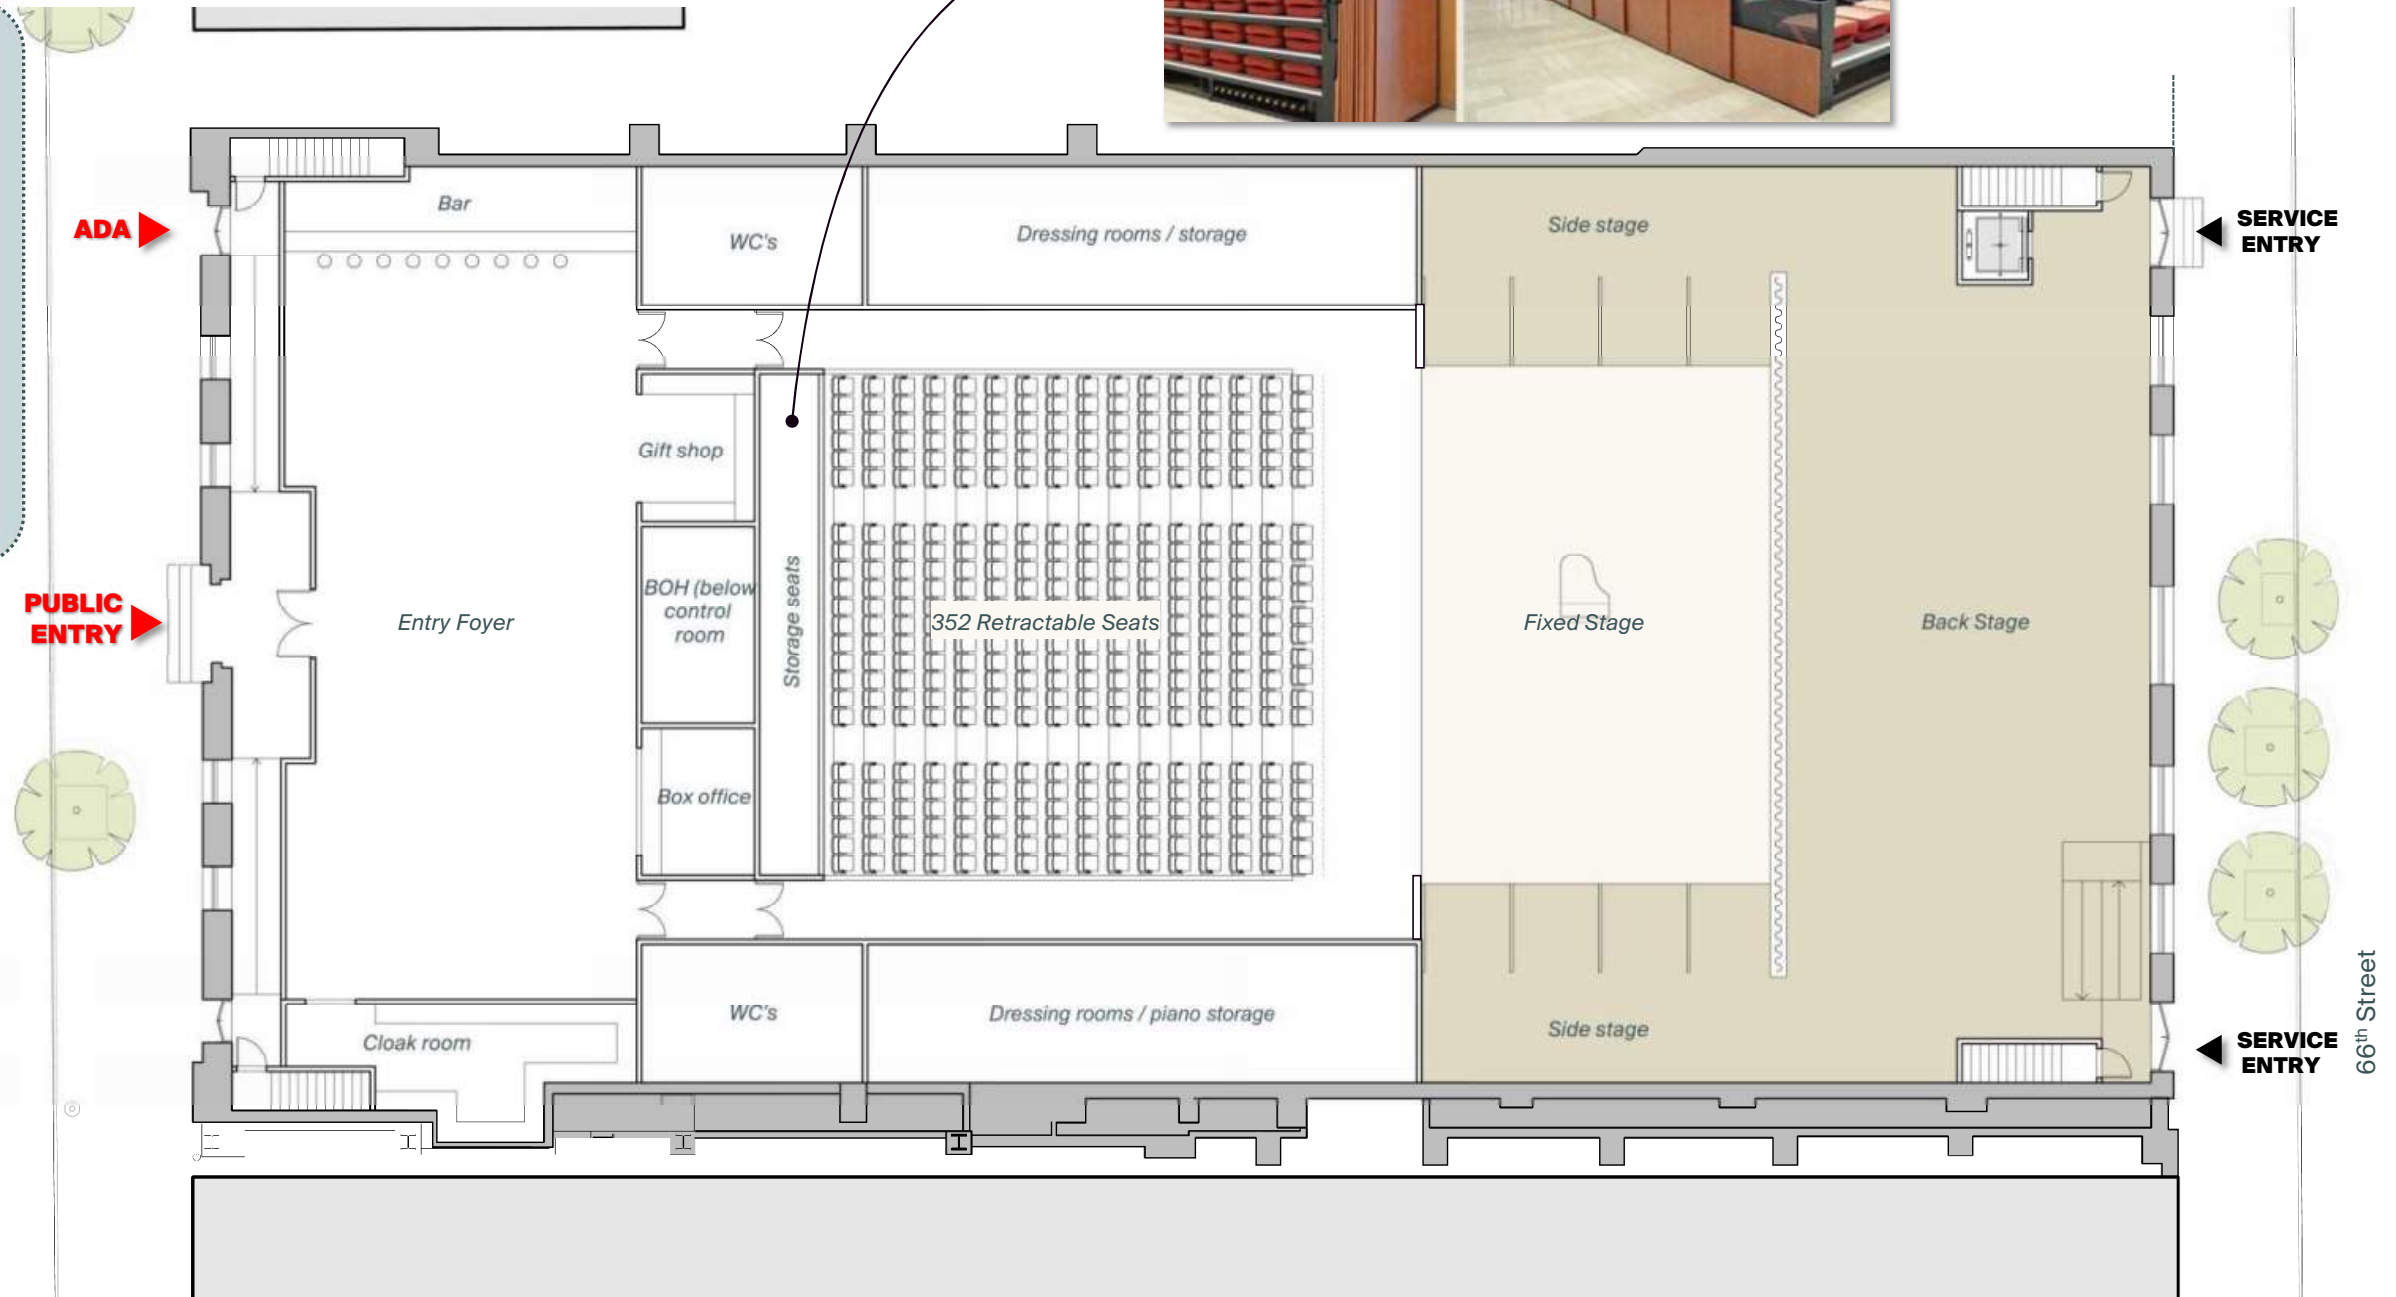 Bar
ADA
WC's
Dressing rooms / storage
Side stage
SERVICE
ENTRY
Gift shop
Storage seats
BOH (below
control
room
PUBLIC
ENTRY
Entry Foyer
352 Retractable Seats
Fixed Stage
Back Stage
Box office
WC's
Dressing rooms / piano storage
Side stage
Cloak room
SERVICE
ENTRY
66th Street